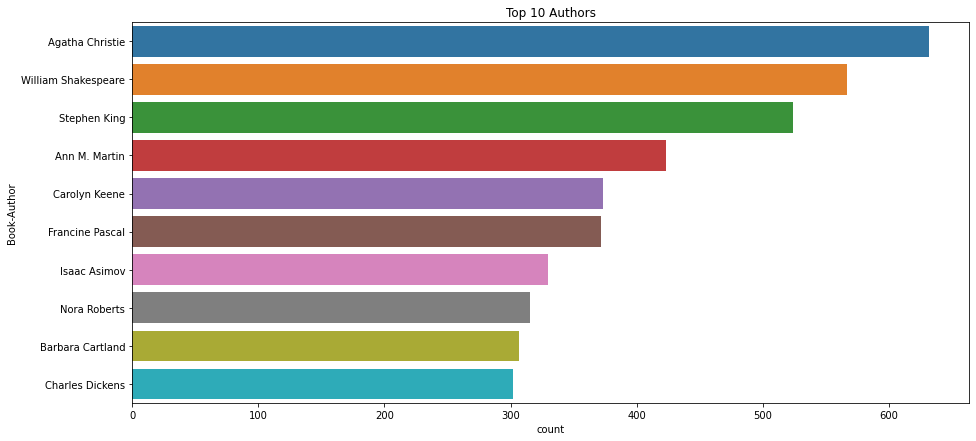 Top 10 Authors
Book-Author
Agatha Christie
William Shakespeare
Stephen King
Ann M. Martin
Carolyn Keene
Francine Pascal
Isaac Asimov
Nora Roberts
Barbara Cartland
Charles Dickens
0 100 200 300 400 500 600
count